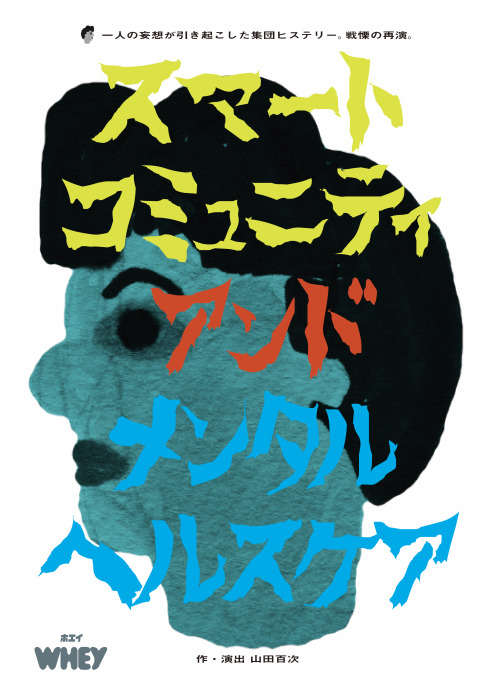 一人の妄想が引き起こした集団ヒステリー。戦慄の再演。
スマート
コミュニティ
アンド
メンタル
ヘルスケア
ホエイ
WHEY
作・演出 山田百次